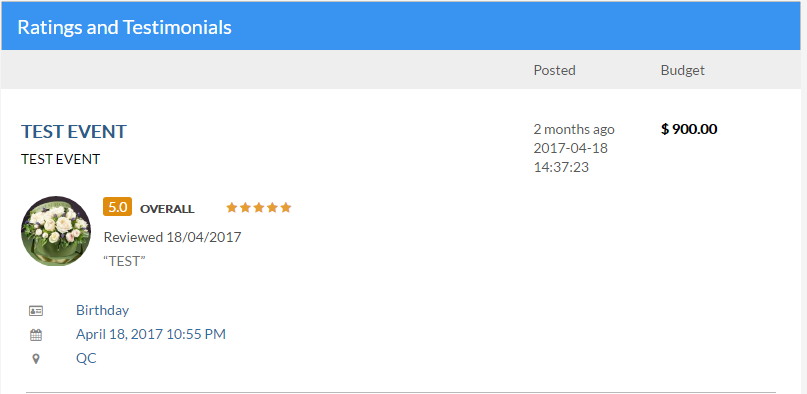 Ratings and Testimonials
Posted Budget
TEST EVENT
TEST EVENT
2 months ago
2017-04-18
14:37:23
$ 900.00
5.0 OVERALL
Reviewed 18/04/2017
“TEST”
Birthday
April 18, 2017 10:55 PM
QC